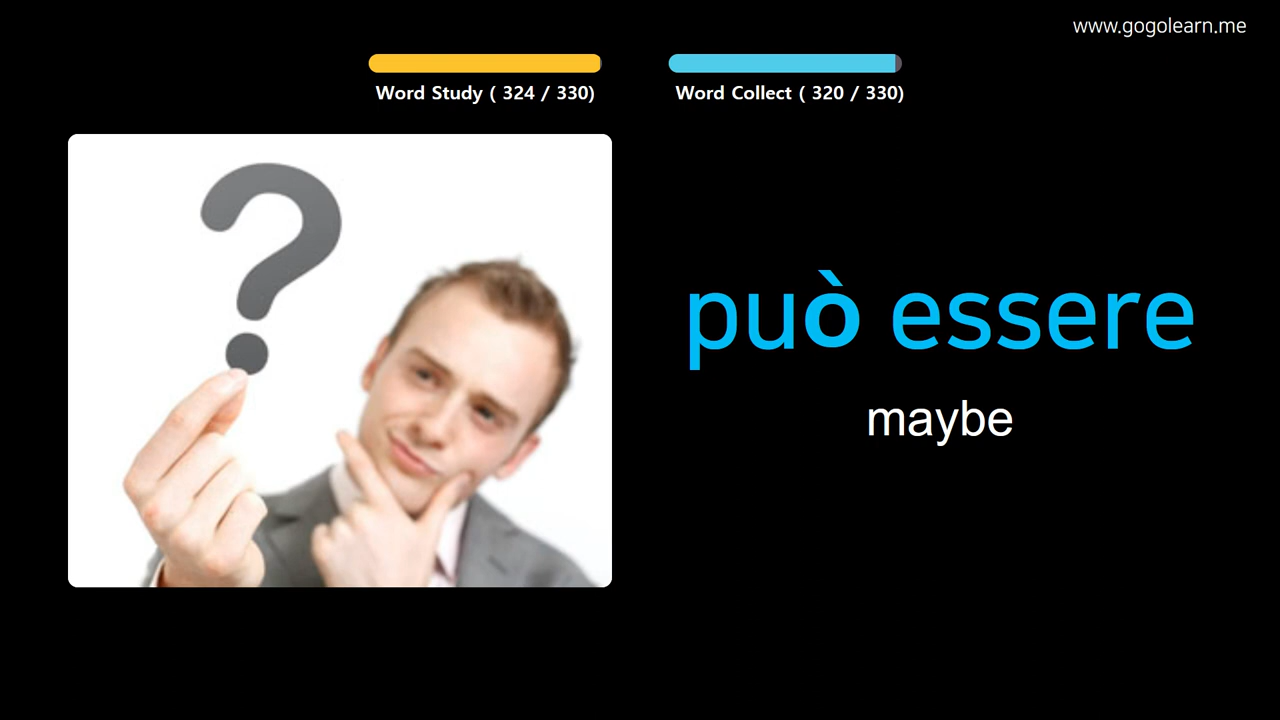 www.gogolearn.me
Word Study ( 324 / 330)
Word Collect ( 320 / 330)
?
può essere
maybe